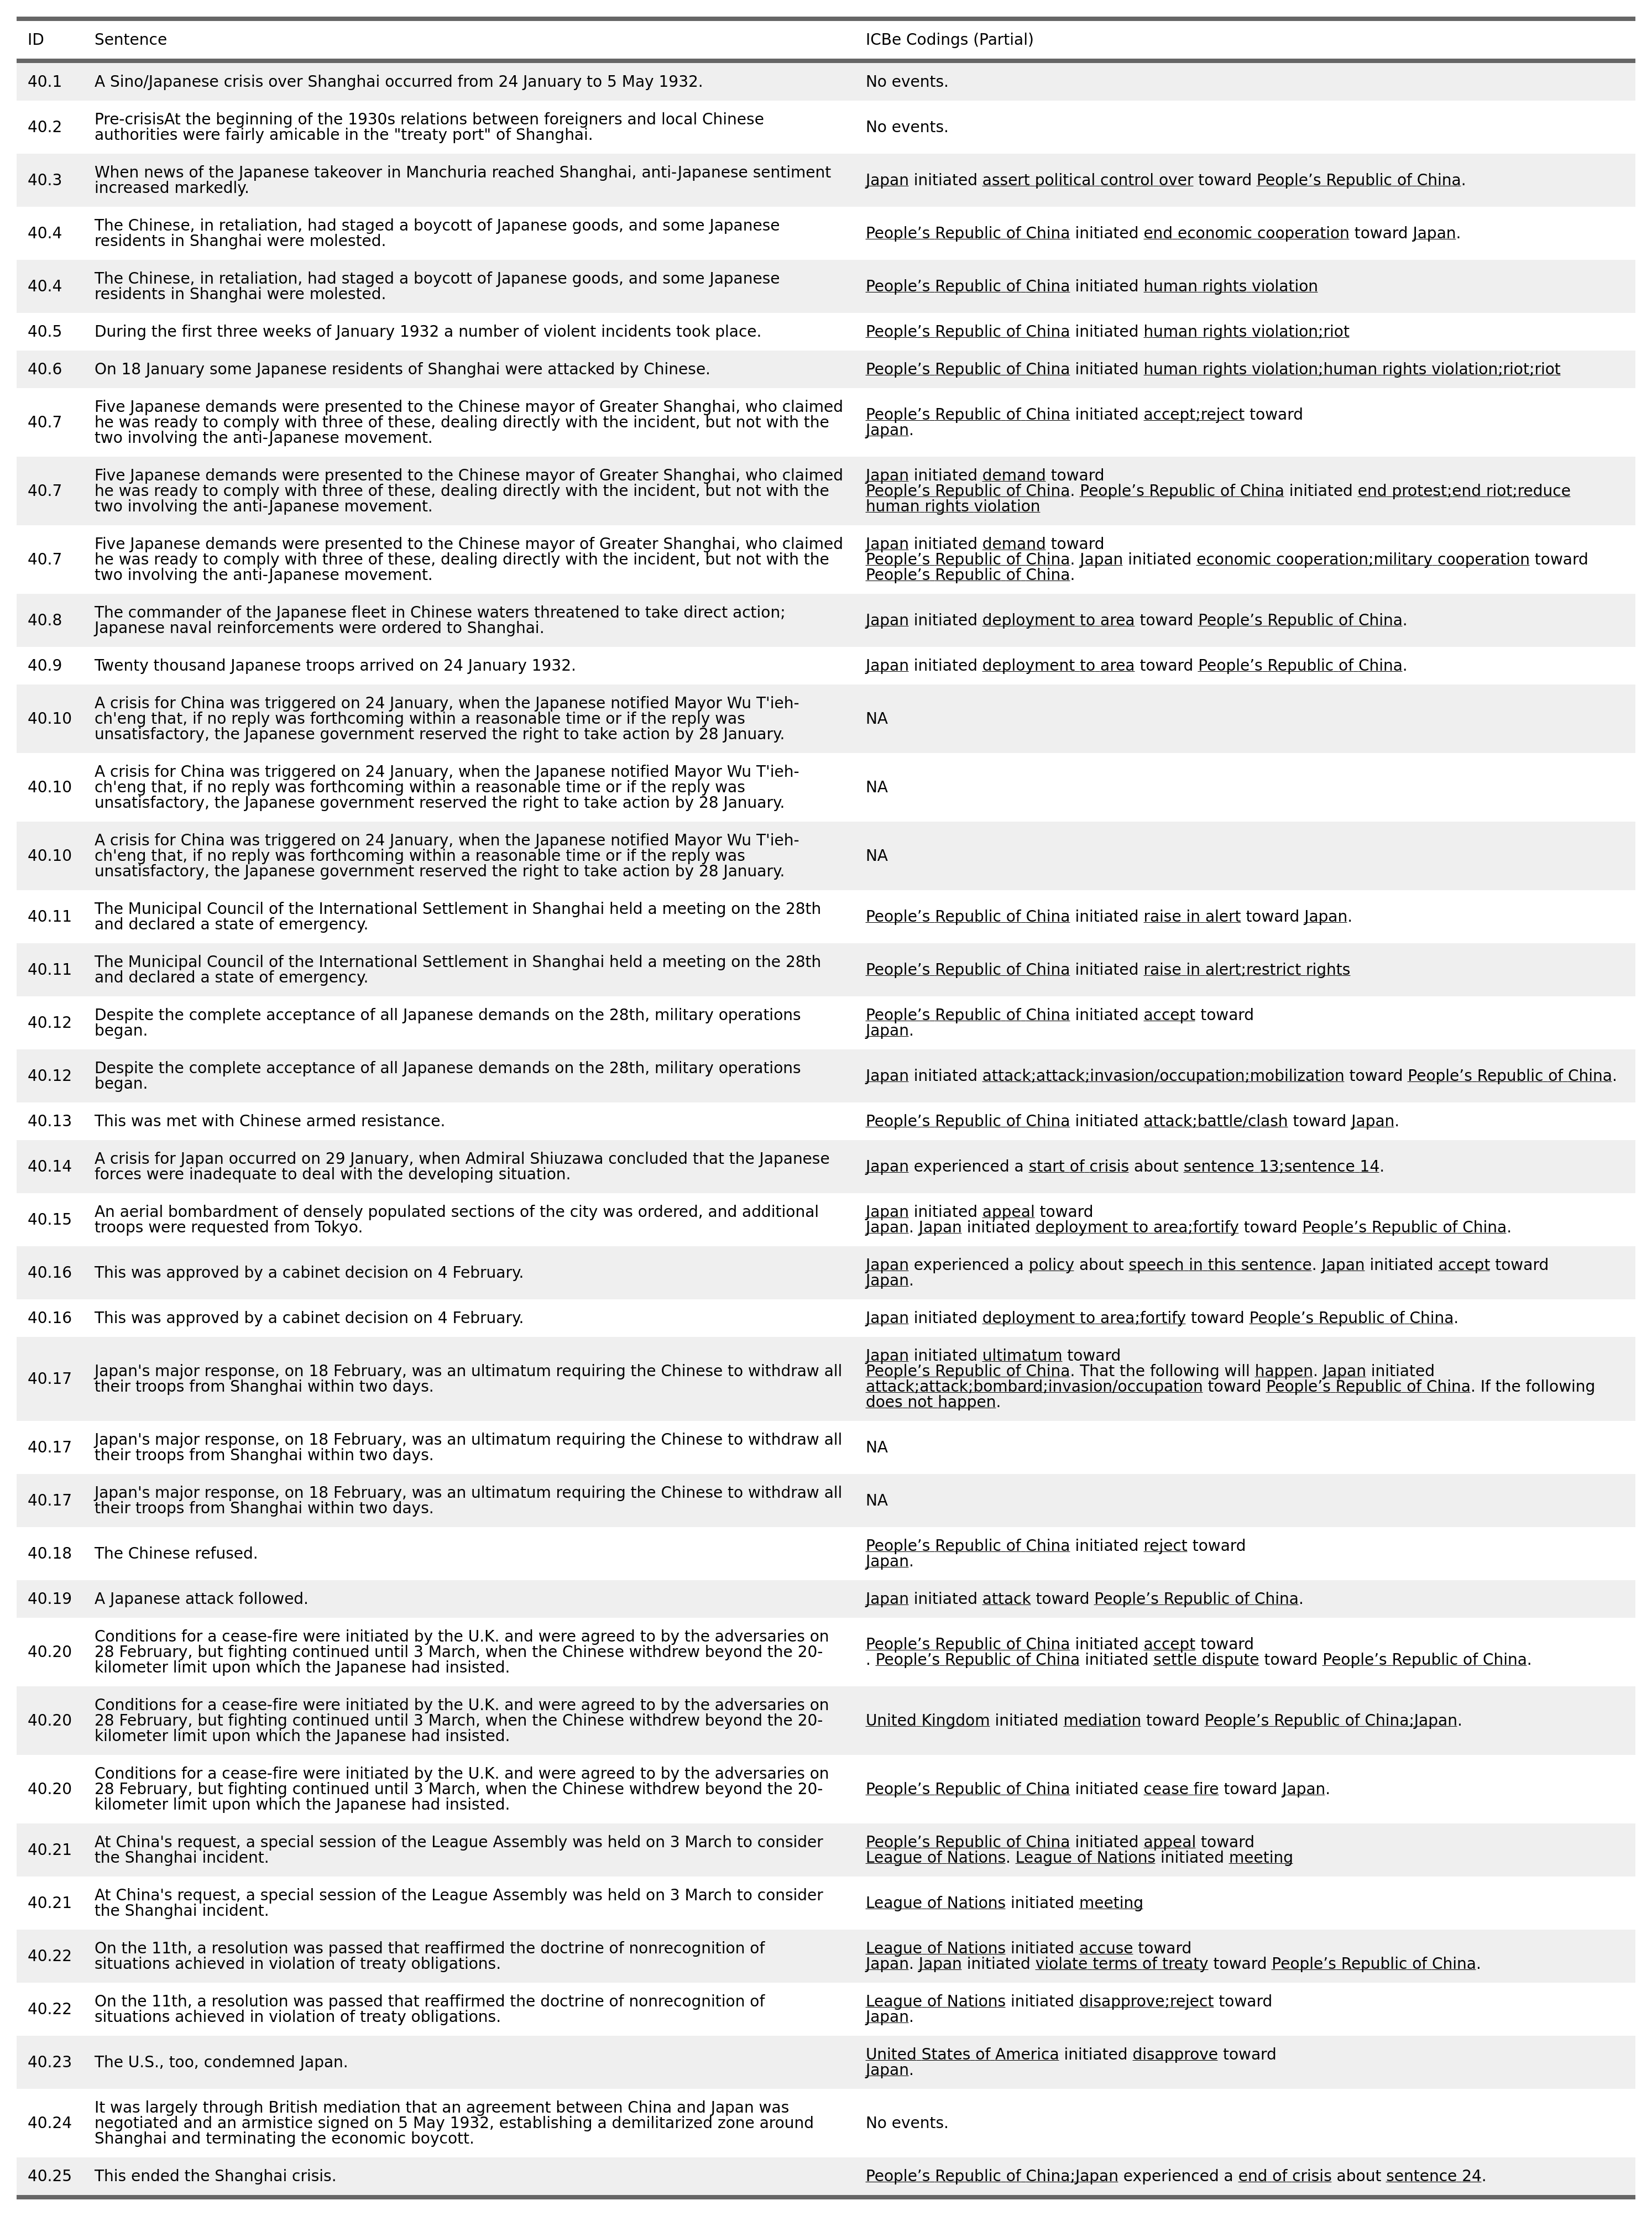 ID Sentence ICBe Codings (Partial)
40.1 A Sino/Japanese crisis over Shanghai occurred from 24 January to 5 May 1932. No events.
40.2 Pre-crisisAt the beginning of the 1930s relations between foreigners and local Chinese
authorities were fairly amicable in the "treaty port" of Shanghai. No events.
40.3 When news of the Japanese takeover in Manchuria reached Shanghai, anti-Japanese sentiment
increased markedly. Japan initiated assert political control over toward People’s Republic of China.
40.4 The Chinese, in retaliation, had staged a boycott of Japanese goods, and some Japanese
residents in Shanghai were molested. People’s Republic of China initiated end economic cooperation toward Japan.
40.4 The Chinese, in retaliation, had staged a boycott of Japanese goods, and some Japanese
residents in Shanghai were molested. People’s Republic of China initiated human rights violation
40.5 During the first three weeks of January 1932 a number of violent incidents took place. People’s Republic of China initiated human rights violation;riot
40.6 On 18 January some Japanese residents of Shanghai were attacked by Chinese. People’s Republic of China initiated human rights violation;human rights violation;riot;riot
40.7 Five Japanese demands were presented to the Chinese mayor of Greater Shanghai, who claimed
he was ready to comply with three of these, dealing directly with the incident, but not with the
two involving the anti-Japanese movement.
People’s Republic of China initiated accept;reject toward
Japan.
40.7 Five Japanese demands were presented to the Chinese mayor of Greater Shanghai, who claimed
he was ready to comply with three of these, dealing directly with the incident, but not with the
two involving the anti-Japanese movement.
Japan initiated demand toward
People’s Republic of China. People’s Republic of China initiated end protest;end riot;reduce
human rights violation
40.7 Five Japanese demands were presented to the Chinese mayor of Greater Shanghai, who claimed
he was ready to comply with three of these, dealing directly with the incident, but not with the
two involving the anti-Japanese movement.
Japan initiated demand toward
People’s Republic of China. Japan initiated economic cooperation;military cooperation toward
People’s Republic of China.
40.8 The commander of the Japanese fleet in Chinese waters threatened to take direct action;
Japanese naval reinforcements were ordered to Shanghai. Japan initiated deployment to area toward People’s Republic of China.
40.9 Twenty thousand Japanese troops arrived on 24 January 1932. Japan initiated deployment to area toward People’s Republic of China.
40.10 A crisis for China was triggered on 24 January, when the Japanese notified Mayor Wu T'ieh-
ch'eng that, if no reply was forthcoming within a reasonable time or if the reply was
unsatisfactory, the Japanese government reserved the right to take action by 28 January.
NA
40.10 A crisis for China was triggered on 24 January, when the Japanese notified Mayor Wu T'ieh-
ch'eng that, if no reply was forthcoming within a reasonable time or if the reply was
unsatisfactory, the Japanese government reserved the right to take action by 28 January.
NA
40.10 A crisis for China was triggered on 24 January, when the Japanese notified Mayor Wu T'ieh-
ch'eng that, if no reply was forthcoming within a reasonable time or if the reply was
unsatisfactory, the Japanese government reserved the right to take action by 28 January.
NA
40.11 The Municipal Council of the International Settlement in Shanghai held a meeting on the 28th
and declared a state of emergency. People’s Republic of China initiated raise in alert toward Japan.
40.11 The Municipal Council of the International Settlement in Shanghai held a meeting on the 28th
and declared a state of emergency. People’s Republic of China initiated raise in alert;restrict rights
40.12 Despite the complete acceptance of all Japanese demands on the 28th, military operations
began.
People’s Republic of China initiated accept toward
Japan.
40.12 Despite the complete acceptance of all Japanese demands on the 28th, military operations
began. Japan initiated attack;attack;invasion/occupation;mobilization toward People’s Republic of China.
40.13 This was met with Chinese armed resistance. People’s Republic of China initiated attack;battle/clash toward Japan.
40.14 A crisis for Japan occurred on 29 January, when Admiral Shiuzawa concluded that the Japanese
forces were inadequate to deal with the developing situation. Japan experienced a start of crisis about sentence 13;sentence 14.
40.15 An aerial bombardment of densely populated sections of the city was ordered, and additional
troops were requested from Tokyo.
Japan initiated appeal toward
Japan. Japan initiated deployment to area;fortify toward People’s Republic of China.
40.16 This was approved by a cabinet decision on 4 February.
Japan experienced a policy about speech in this sentence. Japan initiated accept toward
Japan.
40.16 This was approved by a cabinet decision on 4 February. Japan initiated deployment to area;fortify toward People’s Republic of China.
40.17 Japan's major response, on 18 February, was an ultimatum requiring the Chinese to withdraw all
their troops from Shanghai within two days.
Japan initiated ultimatum toward
People’s Republic of China. That the following will happen. Japan initiated
attack;attack;bombard;invasion/occupation toward People’s Republic of China. If the following
does not happen.
40.17 Japan's major response, on 18 February, was an ultimatum requiring the Chinese to withdraw all
their troops from Shanghai within two days. NA
40.17 Japan's major response, on 18 February, was an ultimatum requiring the Chinese to withdraw all
their troops from Shanghai within two days. NA
40.18 The Chinese refused.
People’s Republic of China initiated reject toward
Japan.
40.19 A Japanese attack followed. Japan initiated attack toward People’s Republic of China.
40.20 Conditions for a cease-fire were initiated by the U.K. and were agreed to by the adversaries on
28 February, but fighting continued until 3 March, when the Chinese withdrew beyond the 20-
kilometer limit upon which the Japanese had insisted.
People’s Republic of China initiated accept toward
. People’s Republic of China initiated settle dispute toward People’s Republic of China.
40.20 Conditions for a cease-fire were initiated by the U.K. and were agreed to by the adversaries on
28 February, but fighting continued until 3 March, when the Chinese withdrew beyond the 20-
kilometer limit upon which the Japanese had insisted.
United Kingdom initiated mediation toward People’s Republic of China;Japan.
40.20 Conditions for a cease-fire were initiated by the U.K. and were agreed to by the adversaries on
28 February, but fighting continued until 3 March, when the Chinese withdrew beyond the 20-
kilometer limit upon which the Japanese had insisted.
People’s Republic of China initiated cease fire toward Japan.
40.21 At China's request, a special session of the League Assembly was held on 3 March to consider
the Shanghai incident.
People’s Republic of China initiated appeal toward
League of Nations. League of Nations initiated meeting
40.21 At China's request, a special session of the League Assembly was held on 3 March to consider
the Shanghai incident. League of Nations initiated meeting
40.22 On the 11th, a resolution was passed that reaffirmed the doctrine of nonrecognition of
situations achieved in violation of treaty obligations.
League of Nations initiated accuse toward
Japan. Japan initiated violate terms of treaty toward People’s Republic of China.
40.22 On the 11th, a resolution was passed that reaffirmed the doctrine of nonrecognition of
situations achieved in violation of treaty obligations.
League of Nations initiated disapprove;reject toward
Japan.
40.23 The U.S., too, condemned Japan.
United States of America initiated disapprove toward
Japan.
40.24 It was largely through British mediation that an agreement between China and Japan was
negotiated and an armistice signed on 5 May 1932, establishing a demilitarized zone around
Shanghai and terminating the economic boycott.
No events.
40.25 This ended the Shanghai crisis. People’s Republic of China;Japan experienced a end of crisis about sentence 24.